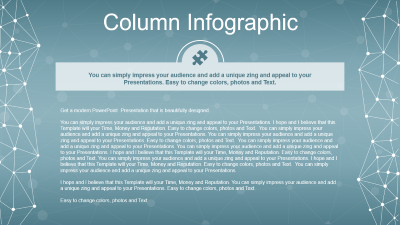 Column Infographic
You can simply impress your audience and add a unique zing and appeal to your
Presentations. Easy to change colors, photos and Text.
Get a modern PowerPoint Presentation that is beautifully designed.
You can simply impress your audience and add a unique zing and appeal to your Presentations. I hope and I believe that this
Template will your Time, Money and Reputation. Easy to change colors, photos and Text. You can simply impress your
audience and add a unique zing and appeal to your Presentations. You can simply impress your audience and add a unique
zing and appeal to your Presentations. Easy to change colors, photos and Text. You can simply impress your audience and
add a unique zing and appeal to your Presentations. You can simply impress your audience and add a unique zing and appeal
to your Presentations. I hope and I believe that this Template will your Time, Money and Reputation. Easy to change colors,
photos and Text. You can simply impress your audience and add a unique zing and appeal to your Presentations. I hope and I
believe that this Template will your Time, Money and Reputation. Easy to change colors, photos and Text. You can simply
impress your audience and add a unique zing and appeal to your Presentations.
I hope and I believe that this Template will your Time, Money and Reputation. You can simply impress your audience and add
a unique zing and appeal to your Presentations. Easy to change colors, photos and Text.
Easy to change colors, photos and Text.